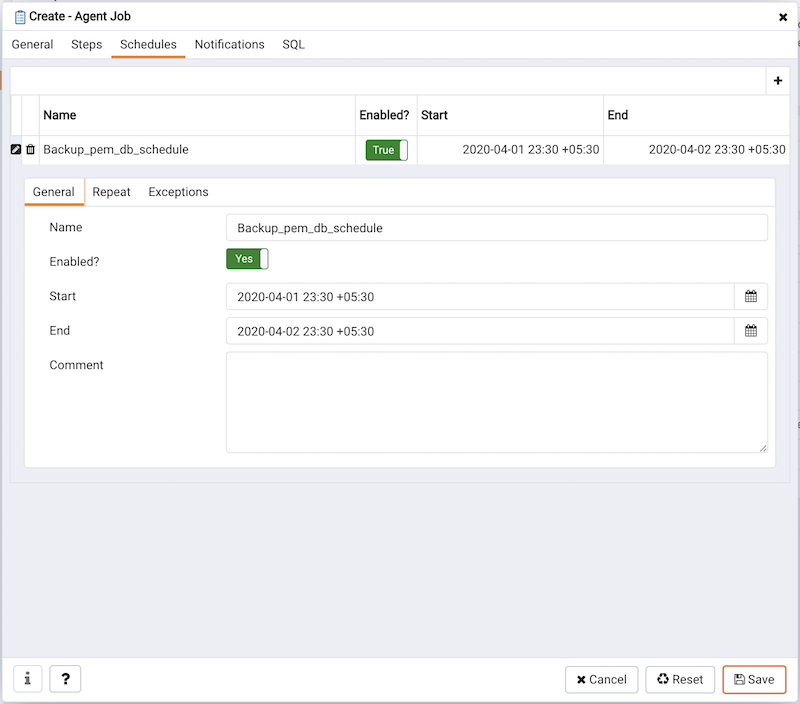 Create - Agent Job
General Steps Schedules Notifications SQL
Name Enabled? Start End
Backup_pem_db_schedule True 2020-04-01 23:30 +05:30 2020-04-02 23:30 +05:30
General Repeat Exceptions
Name Backup_pem_db_schedule
Enabled? Yes
Start 2020-04-01 23:30 +05:30
End 2020-04-02 23:30 +05:30
Comment
i ? Cancel Reset Save